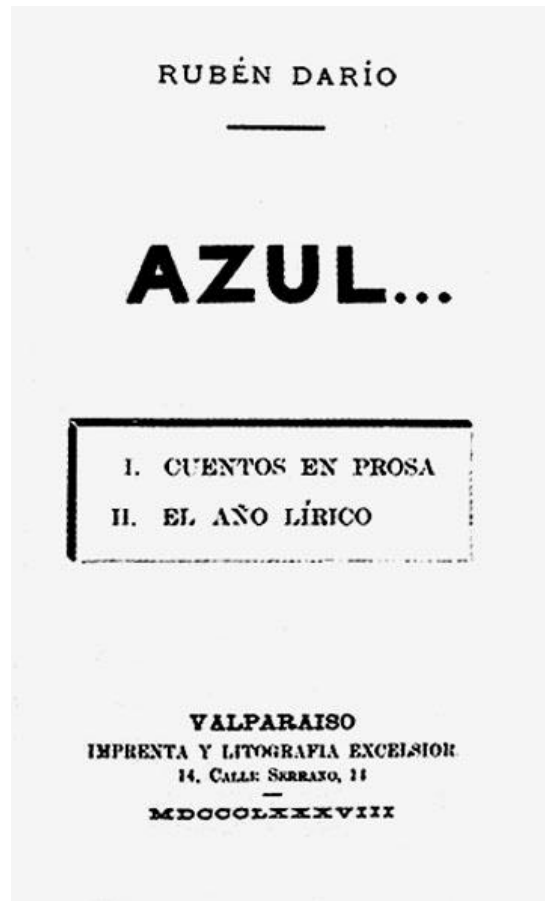 RUBÉN DARÍO
AZUL...
I. CUENTOS EN PROSA
II. EL AÑO LÍRICO
VALPARAISO
IMPRENTA Y LITOGRAFIA EXCELSIOR
14, CALLE SERRANO, 14
MDCCCLXXXVIII